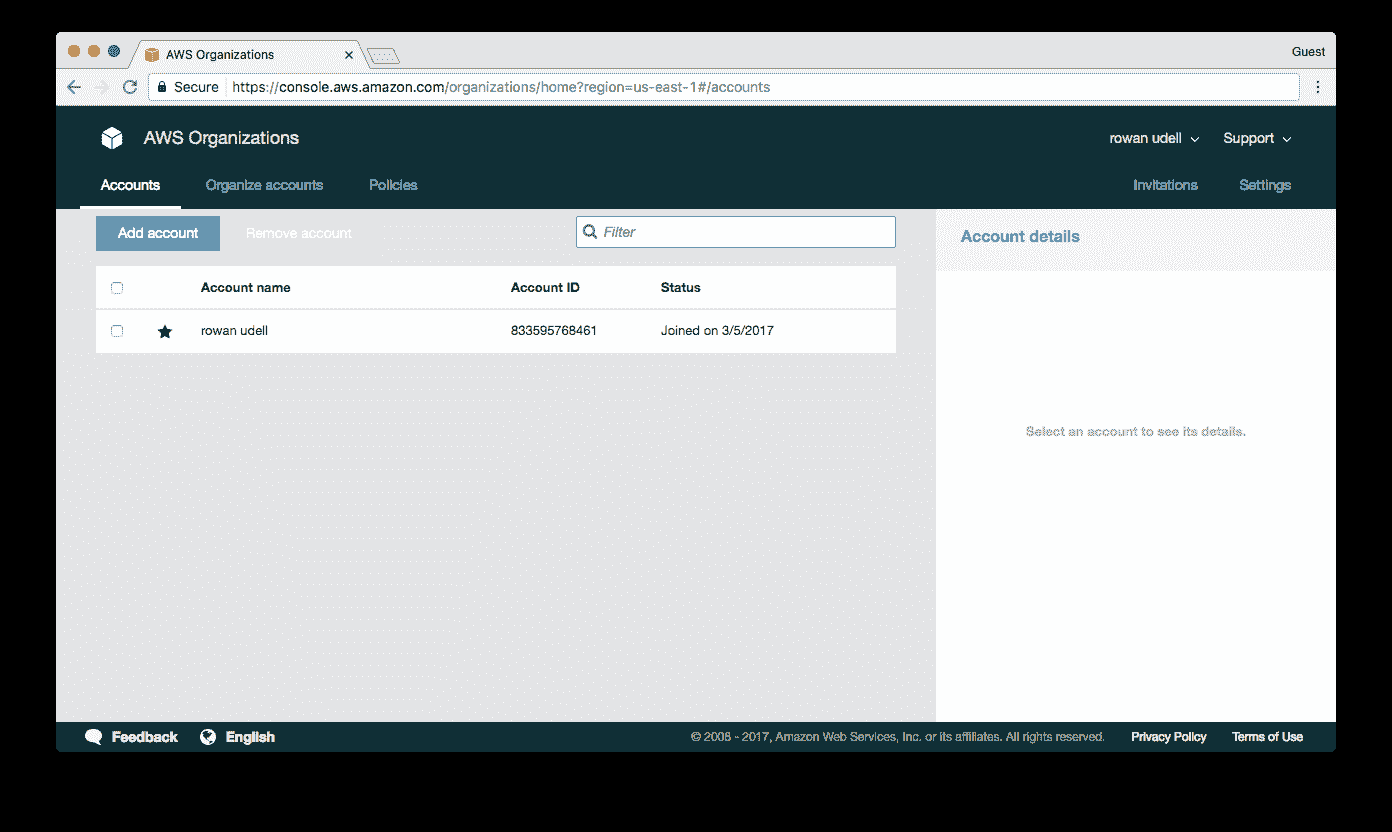 AWS Organizations
Guest
Secure https://console.aws.amazon.com/organizations/home?region=us-east-1#/accounts
AWS Organizations
rowan udell Support
Accounts Organize accounts Policies Invitations Settings
Add account Remove account Filter
Account details
Account name Account ID Status
rowan udell 833595768461 Joined on 3/5/2017
Select an account to see its details.
Feedback English © 2008 - 2017, Amazon Web Services, Inc. or its affiliates. All rights reserved. Privacy Policy Terms of Use